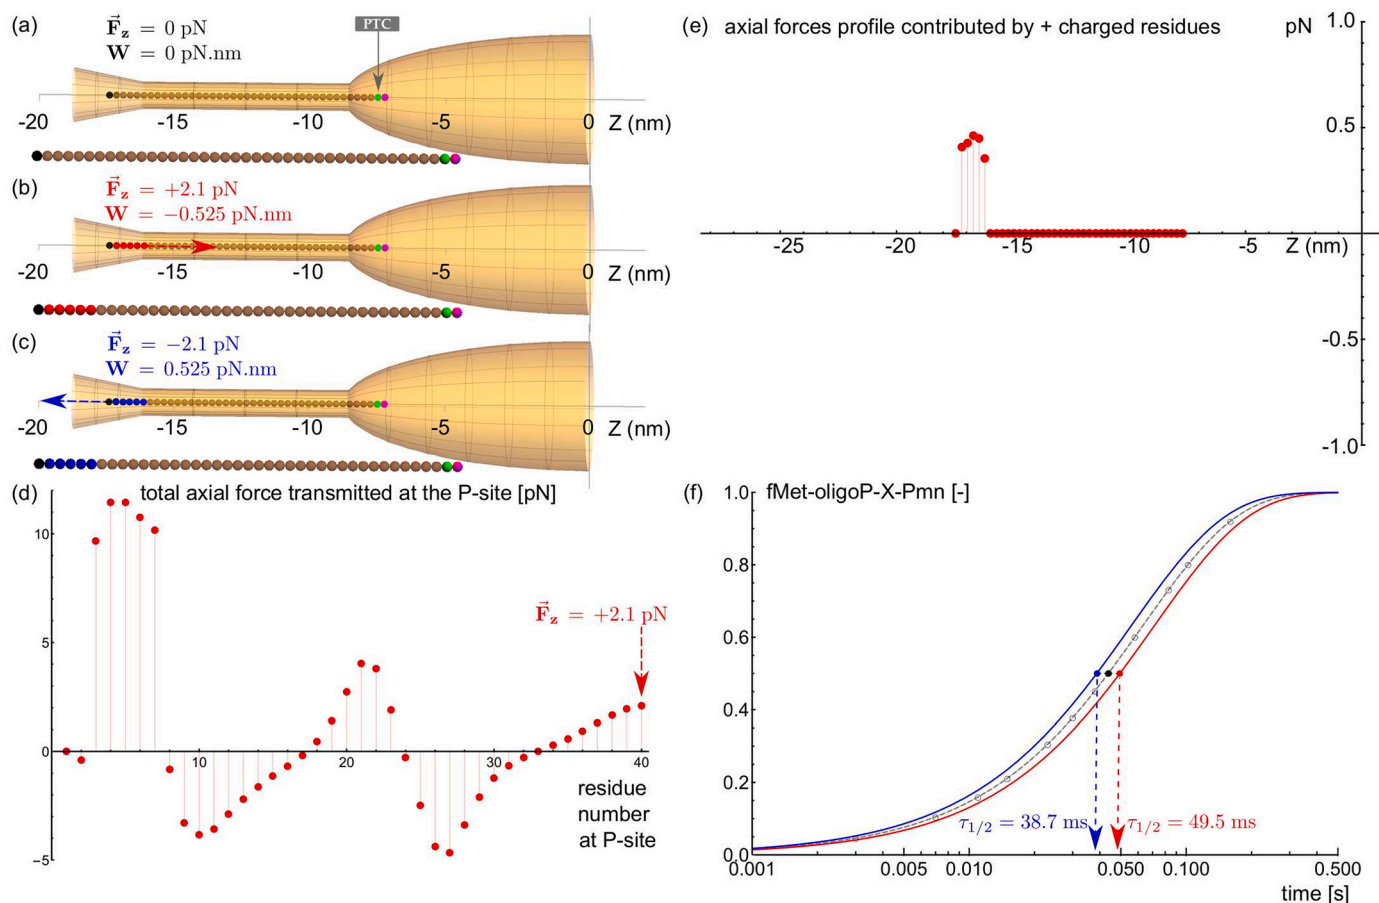 (a)
F⃗z = 0 pN
W = 0 pN.nm
PTC
-20 -15 -10 -5 0 Z (nm)
(b)
F⃗z = +2.1 pN
W = −0.525 pN.nm
-20 -15 -10 -5 0 Z (nm)
(c)
F⃗z = −2.1 pN
W = 0.525 pN.nm
-20 -15 -10 -5 0 Z (nm)
(d) total axial force transmitted at the P-site [pN]
10
5
0
−5
10 20 30 40
F⃗z = +2.1 pN
residue
number
at P-site
(e) axial forces profile contributed by + charged residues pN
1.0
0.5
-0.5
-1.0
-25 -20 -15 -10 -5 0
Z (nm)
(f) fMet-oligoP-X-Pmn [-]
1.0
0.8
0.6
0.4
0.2
0.0
τ1/2 = 38.7 ms
τ1/2 = 49.5 ms
0.001 0.005 0.010 0.050 0.100 0.500
time [s]